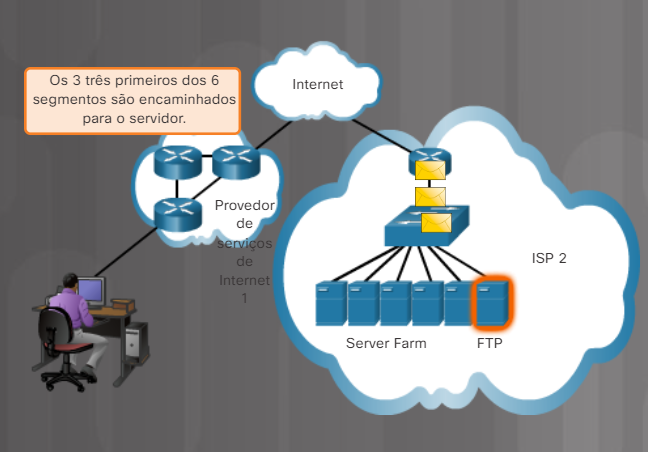 Os 3 três primeiros dos 6
segmentos são encaminhados
para o servidor.
Internet
Provedor
de
serviços
de
Internet
1
ISP 2
Server Farm
FTP